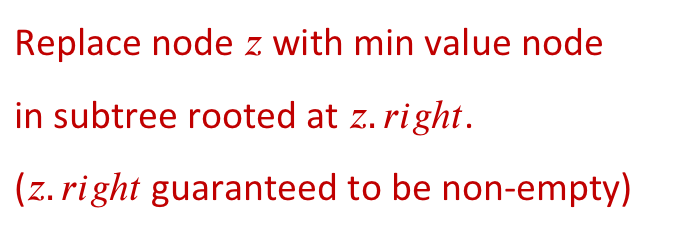 Replace node z with min value node
in subtree rooted at z. right.
(z. right guaranteed to be non-empty)